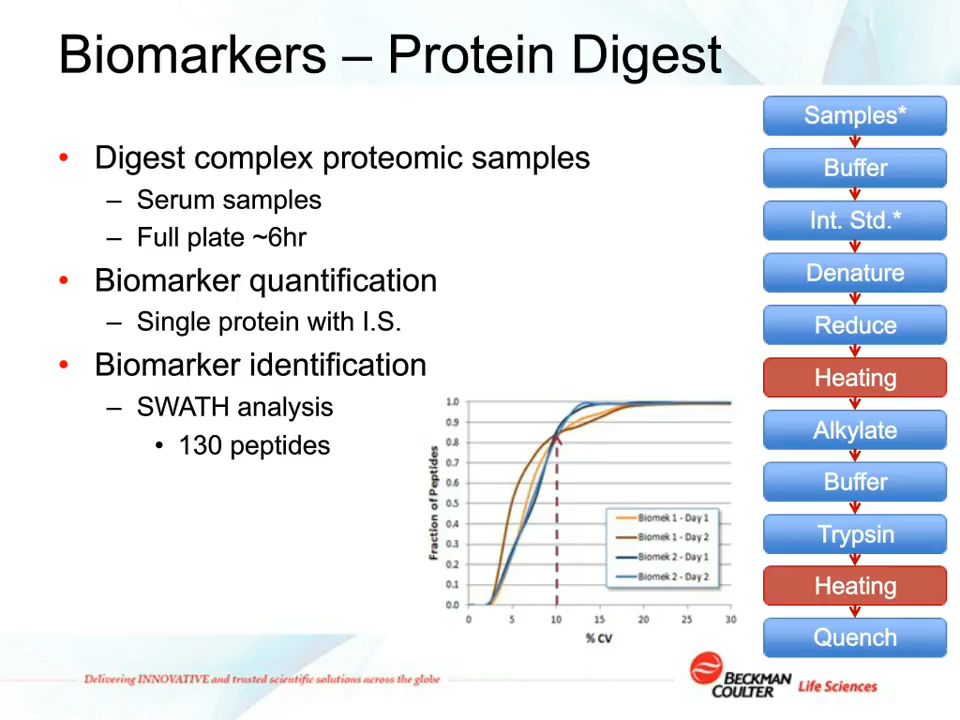 Biomarkers – Protein Digest
• Digest complex proteomic samples
– Serum samples
– Full plate ~6hr
• Biomarker quantification
– Single protein with I.S.
• Biomarker identification
– SWATH analysis
• 130 peptides
Samples*
Buffer
Int. Std.*
Denature
Reduce
Heating
Alkylate
Buffer
Trypsin
Heating
Quench
Fraction of Peptides
1.0
0.9
0.8
0.7
0.6
0.5
0.4
0.3
0.2
0.1
0.0
Biomek 1 - Day 1
Biomek 1 - Day 2
Biomek 2 - Day 1
Biomek 2 - Day 2
0 5 10 15 20 25 30
% CV
Delivering INNOVATIVE and trusted scientific solutions across the globe
BECKMAN
COULTER Life Sciences